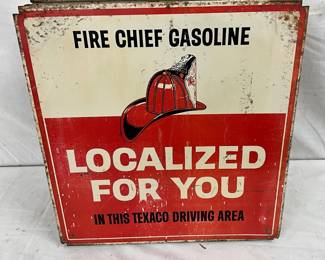 FIRE CHIEF GASOLINE
LOCALIZED
FOR YOU
IN THIS TEXACO DRIVING AREA